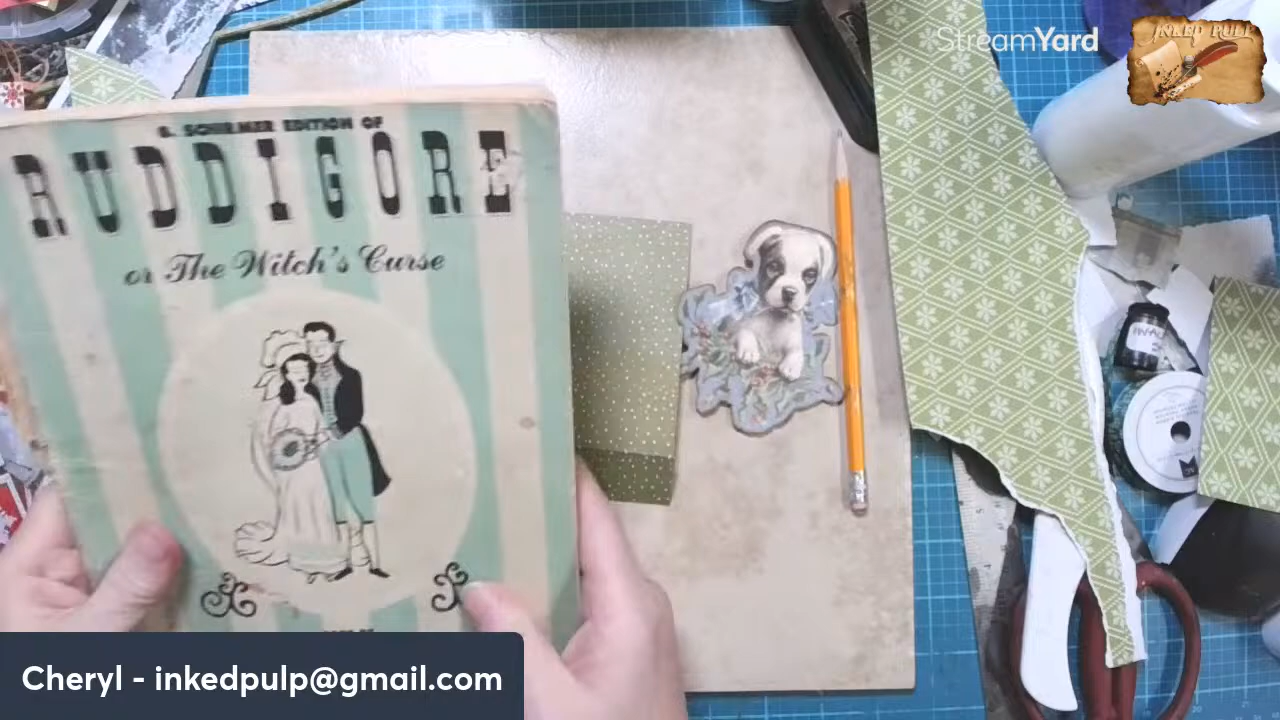 StreamYard
INKED PULP
G. SCHIRMER EDITION OF
RUDDIGORE
or The Witch's Curse
Cheryl - inkedpulp@gmail.com